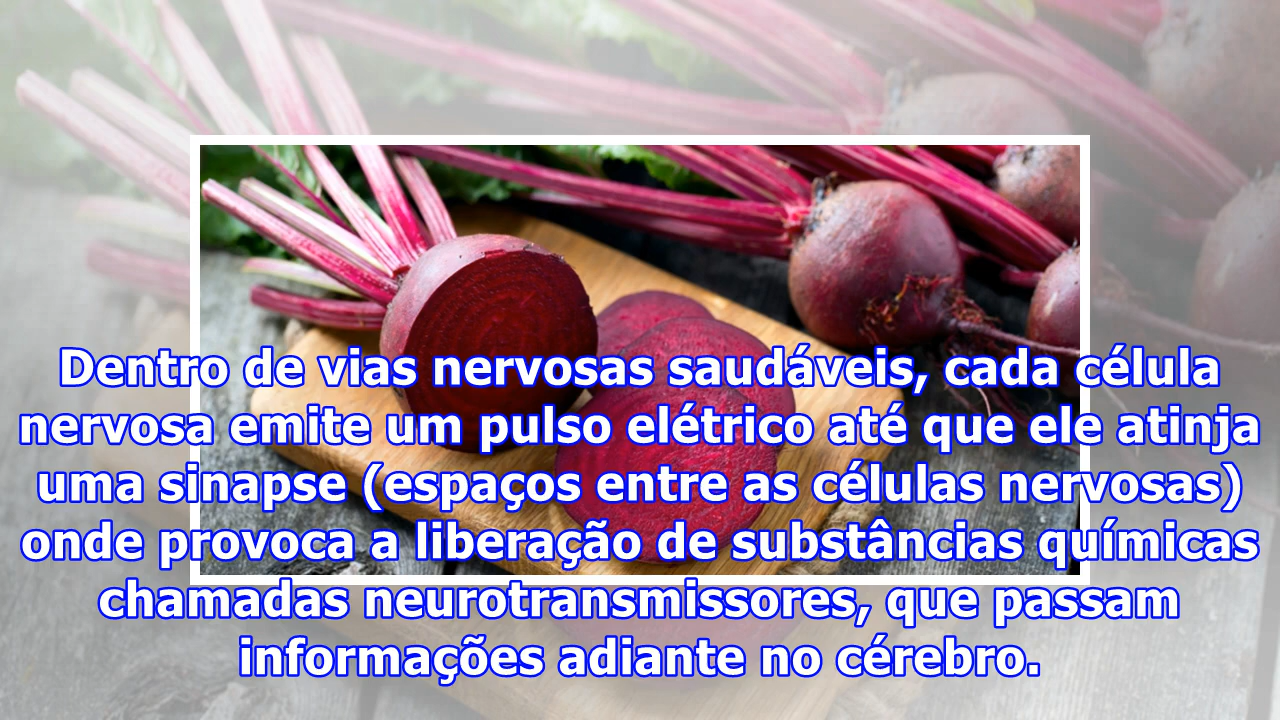 Dentro de vias nervosas saudáveis, cada célula
nervosa emite um pulso elétrico até que ele atinja
uma sinapse (espaços entre as células nervosas)
onde provoca a liberação de substâncias químicas
chamadas neurotransmissores, que passam
informações adiante no cérebro.